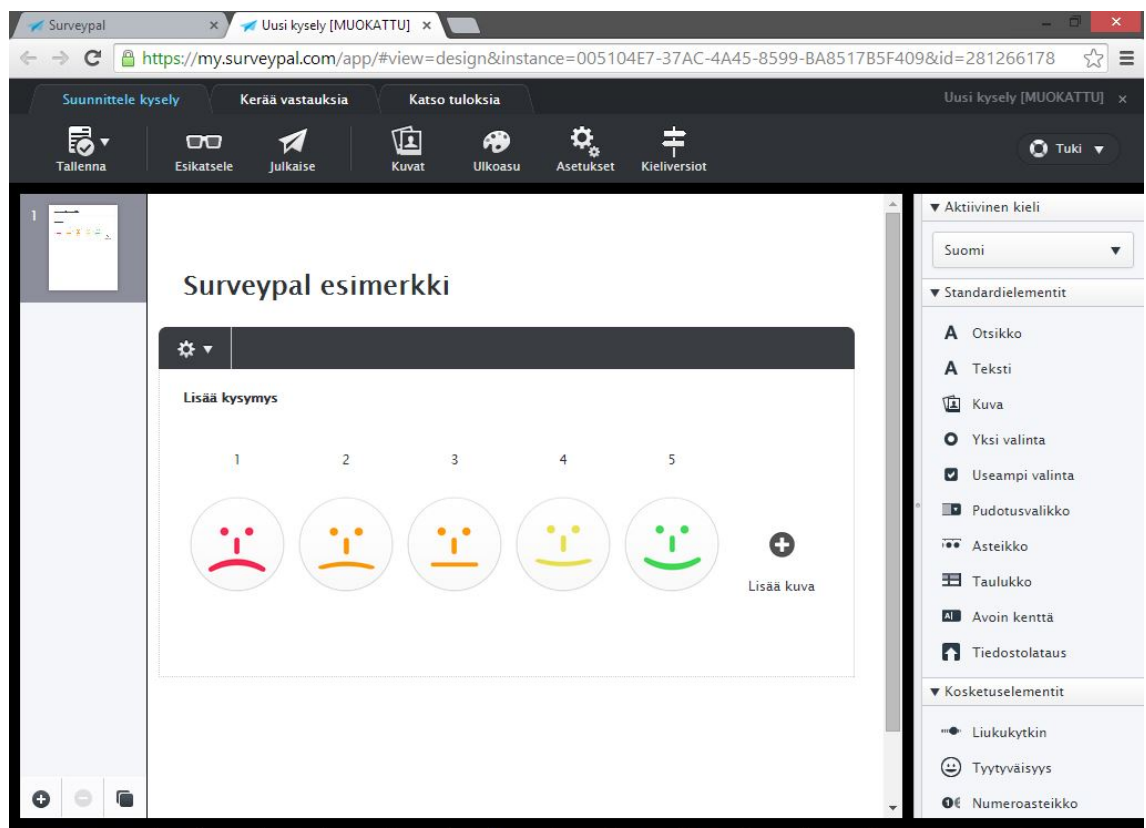 Surveypal
Uusi kysely [MUOKATTU]
https://my.surveypal.com/app/#view=design&instance=005104E7-37AC-4A45-8599-BA8517B5F409&id=281266178
Suunnittele kysely
Kerää vastauksia
Katso tuloksia
Uusi kysely [MUOKATTU]
Tallenna
Esikatsele
Julkaise
Kuvat
Ulkoasu
Asetukset
Kieliversiot
Tuki
1
Surveypal esimerkki
Lisää kysymys
1 2 3 4 5
Lisää kuva
Aktiivinen kieli
Suomi
Standardielementit
A Otsikko
A Teksti
Kuva
Yksi valinta
Useampi valinta
Pudotusvalikko
Asteikko
Taulukko
AI Avoin kenttä
Tiedostolataus
Kosketuselementit
Liukukytkin
Tyytyväisyys
Numeroasteikko